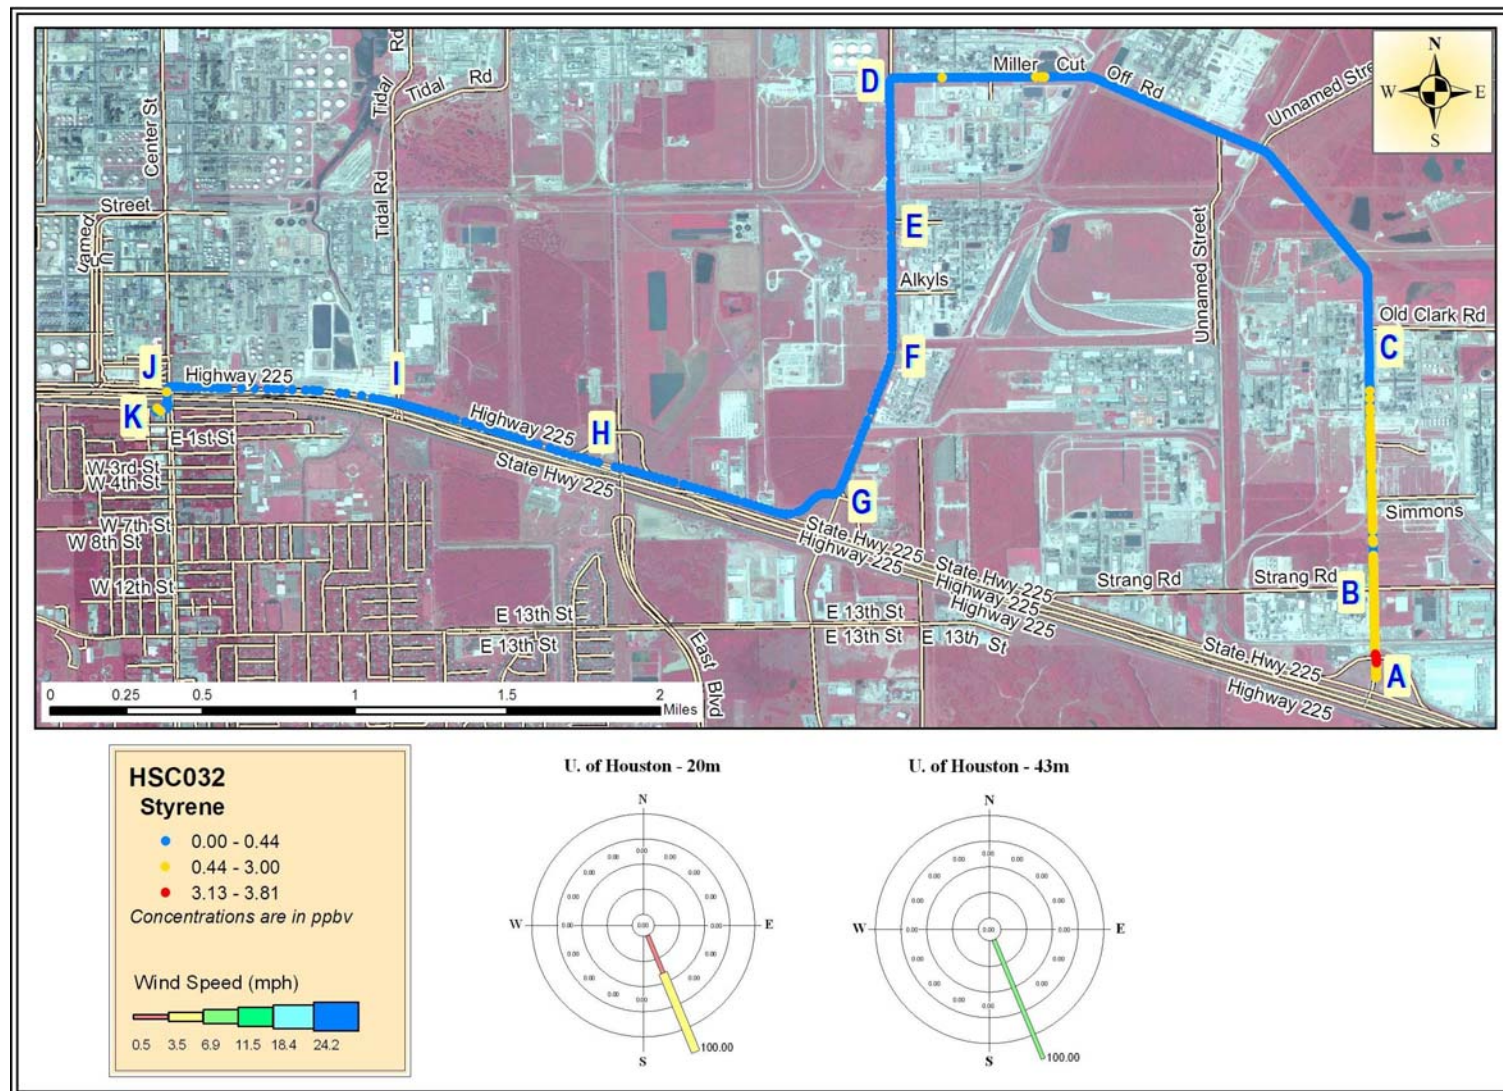 N
W E
S
D
Miller Cut
Off Rd
Unnamed Stre
Tidal Rd
Tidal Rd
Center St
Tidal Rd
Street
Unnamed
E
Alkyls
Unnamed Street
Old Clark Rd
C
F
J
Highway 225
I
K
E 1st St
Highway 225
H
State Hwy 225
W 3rd St
W 4th St
G
Simmons
W 7th St
W 8th St
State Hwy 225
Highway 225
State Hwy 225
Highway 225
Highway 225
Strang Rd
Strang Rd
B
W 12th St
E 13th St
E 13th St
E 13th St
E 13th St
E 13th St
East Blvd
State Hwy 225
Highway 225
A
0 0.25 0.5 1 1.5 2
Miles
HSC032
Styrene
0.00 - 0.44
0.44 - 3.00
3.13 - 3.81
Concentrations are in ppbv
Wind Speed (mph)
0.5 3.5 6.9 11.5 18.4 24.2
U. of Houston - 20m
N
W E
S
0.00
100.00
U. of Houston - 43m
N
W E
S
0.00
100.00